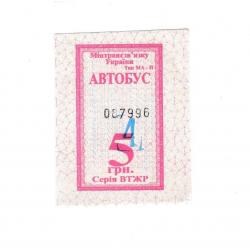 Мінтрансзв'язку
України
Тип МА - II
АВТОБУС
087996
5
грн.
Серія ВТЖР